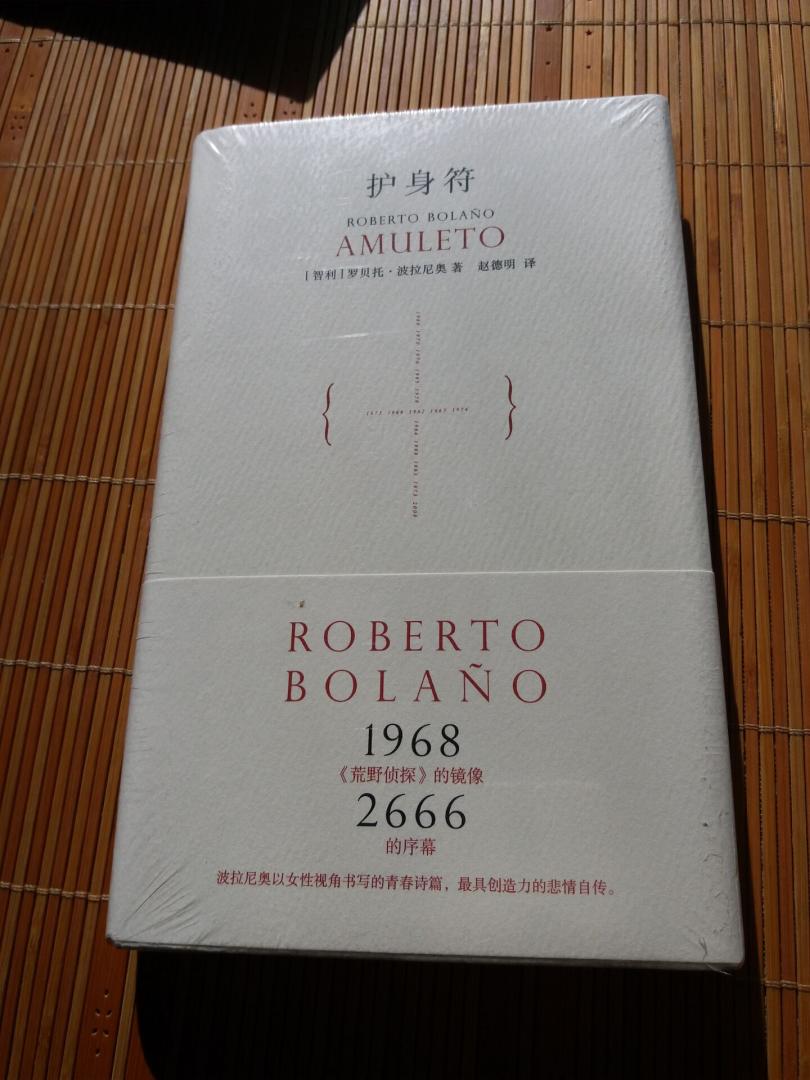 护身符
ROBERTO BOLAÑO
AMULETO
[智利]罗贝托·波拉尼奥 著 赵德明 译
{ }
ROBERTO
BOLAÑO
1968
《荒野侦探》的镜像
2666
的序幕
波拉尼奥以女性视角书写的青春诗篇，最具创造力的悲情自传。